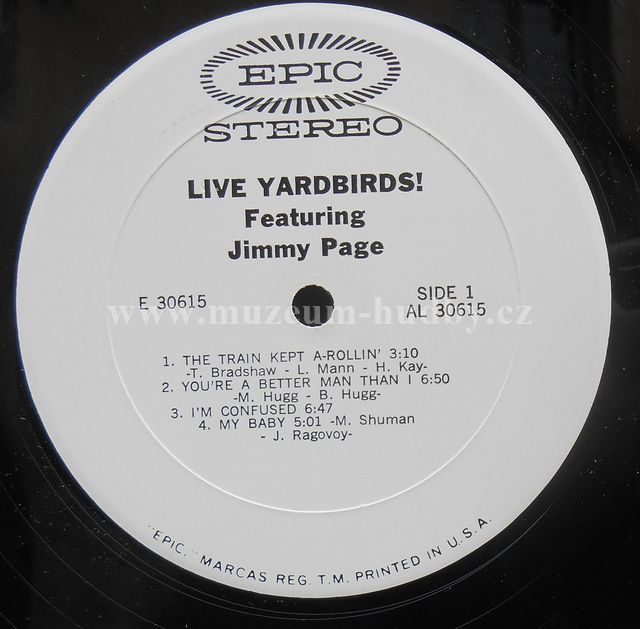 EPIC
STEREO
LIVE YARDBIRDS!
Featuring
Jimmy Page
E 30615
SIDE 1
AL 30615
www.muzeum-hudby.cz
1. THE TRAIN KEPT A-ROLLIN' 3:10
-T. Bradshaw - L. Mann - H. Kay-
2. YOU'RE A BETTER MAN THAN I 6:50
-M. Hugg - B. Hugg-
3. I'M CONFUSED 6:47
4. MY BABY 5:01 -M. Shuman
- J. Ragovoy-
"EPIC," MARCAS REG. T.M. PRINTED IN U.S.A.